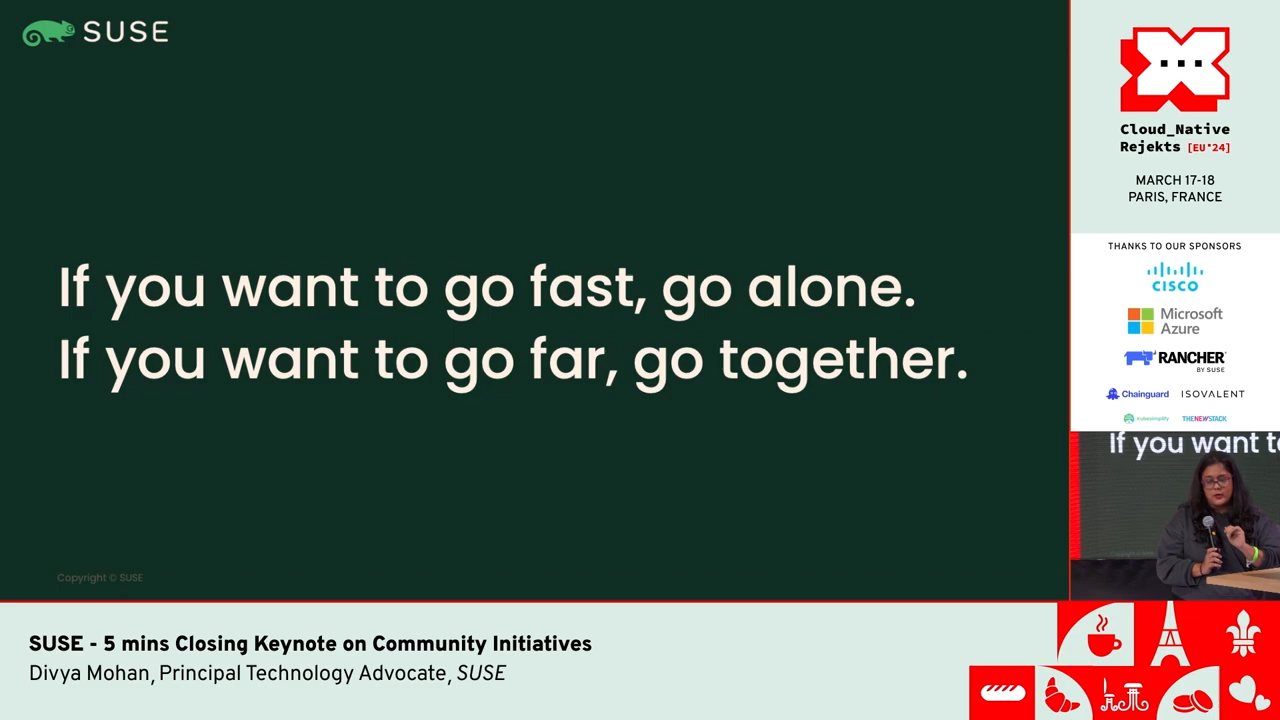 SUSE
If you want to go fast, go alone.
If you want to go far, go together.
Copyright © SUSE
Cloud_Native
Rejekts [EU'24]
MARCH 17-18
PARIS, FRANCE
THANKS TO OUR SPONSORS
CISCO
Microsoft
Azure
RANCHER
BY SUSE
Chainguard ISOVALENT
Kubesimplify THENEWSTACK
If you want to
SUSE - 5 mins Closing Keynote on Community Initiatives
Divya Mohan, Principal Technology Advocate, SUSE